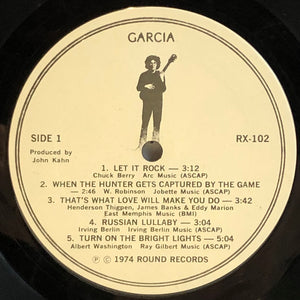 GARCIA
SIDE 1
RX-102
Produced by
John Kahn
1. LET IT ROCK — 3:12
Chuck Berry Arc Music (ASCAP)
2. WHEN THE HUNTER GETS CAPTURED BY THE GAME
— 2:46 W. Robinson Jobette Music (ASCAP)
3. THAT'S WHAT LOVE WILL MAKE YOU DO — 3:42
Henderson Thigpen, James Banks & Eddy Marion
East Memphis Music (BMI)
4. RUSSIAN LULLABY — 3:04
Irving Berlin Irving Berlin Music (ASCAP)
5. TURN ON THE BRIGHT LIGHTS — 5:04
Albert Washington Ray Gilbert Music (ASCAP)
℗ © 1974 ROUND RECORDS